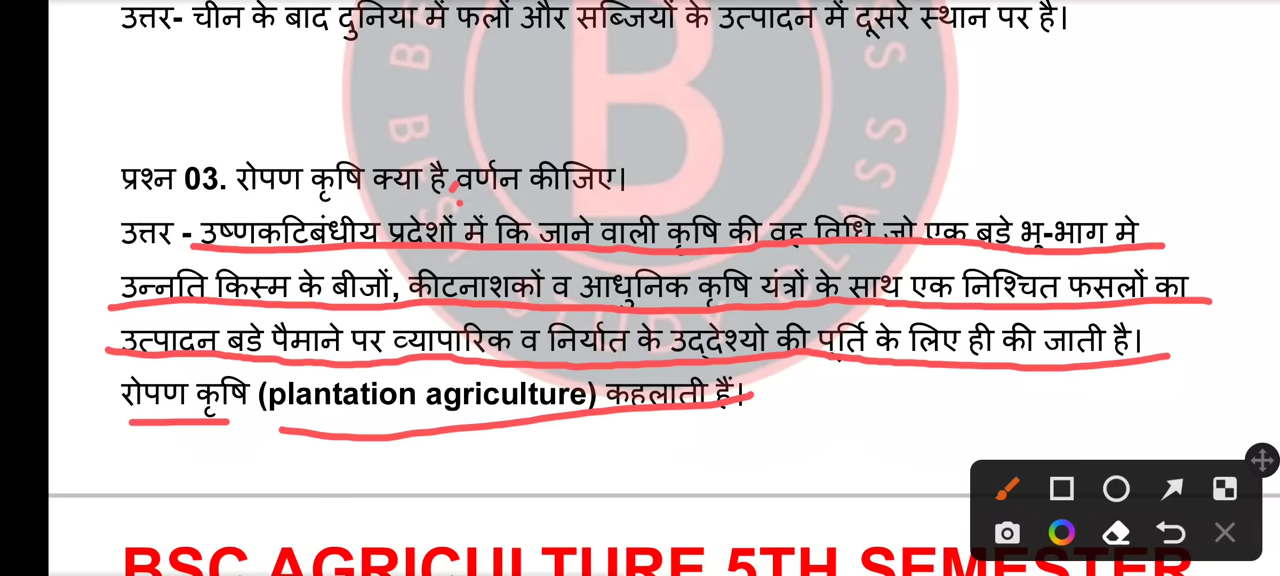 उत्तर- चीन के बाद दुनिया में फलों और सब्जियों के उत्पादन में दूसरे स्थान पर है।
प्रश्न 03. रोपण कृषि क्या है वर्णन कीजिए।
उत्तर - उष्णकटिबंधीय प्रदेशों में कि जाने वाली कृषि की वह विधि जो एक बडे भू-भाग मे
उन्नति किस्म के बीजों, कीटनाशकों व आधुनिक कृषि यंत्रों के साथ एक निश्चित फसलों का
उत्पादन बडे पैमाने पर व्यापारिक व निर्यात के उद्देश्यो की पूर्ति के लिए ही की जाती है।
रोपण कृषि (plantation agriculture) कहलाती हैं।
BSC AGRICULTURE 5TH SEMESTER